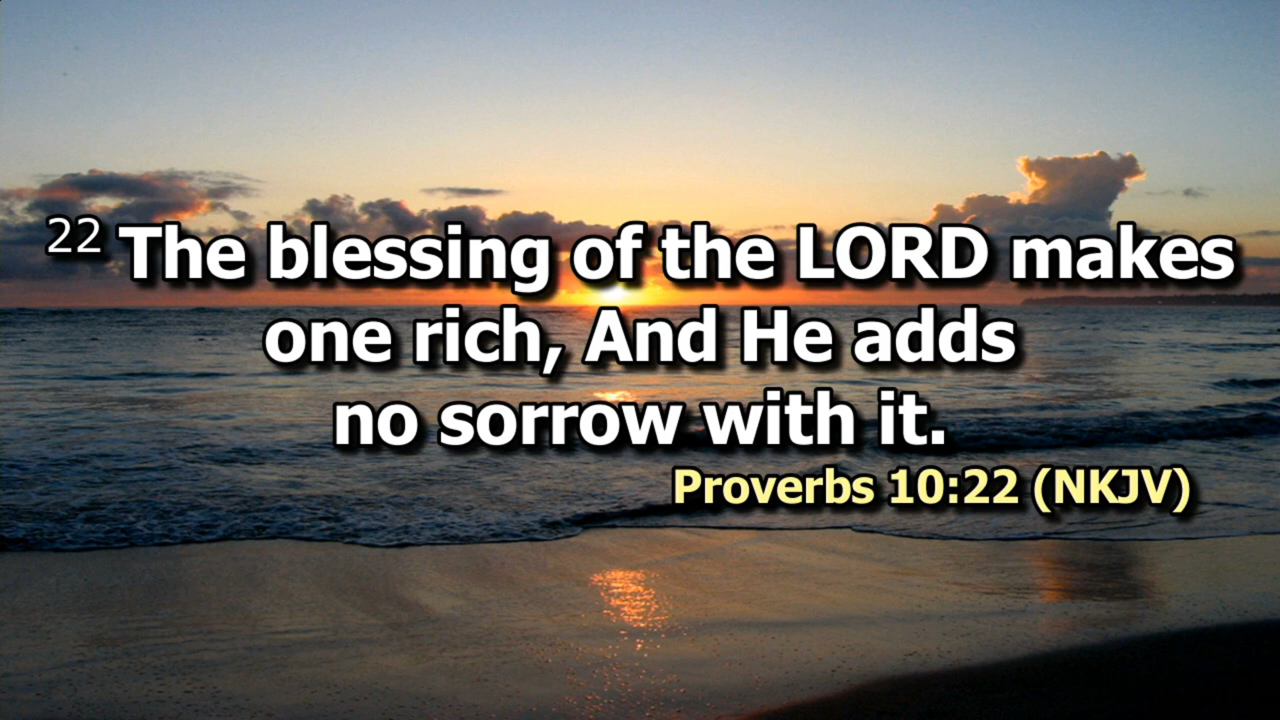 22 The blessing of the LORD makes
one rich, And He adds
no sorrow with it.
Proverbs 10:22 (NKJV)